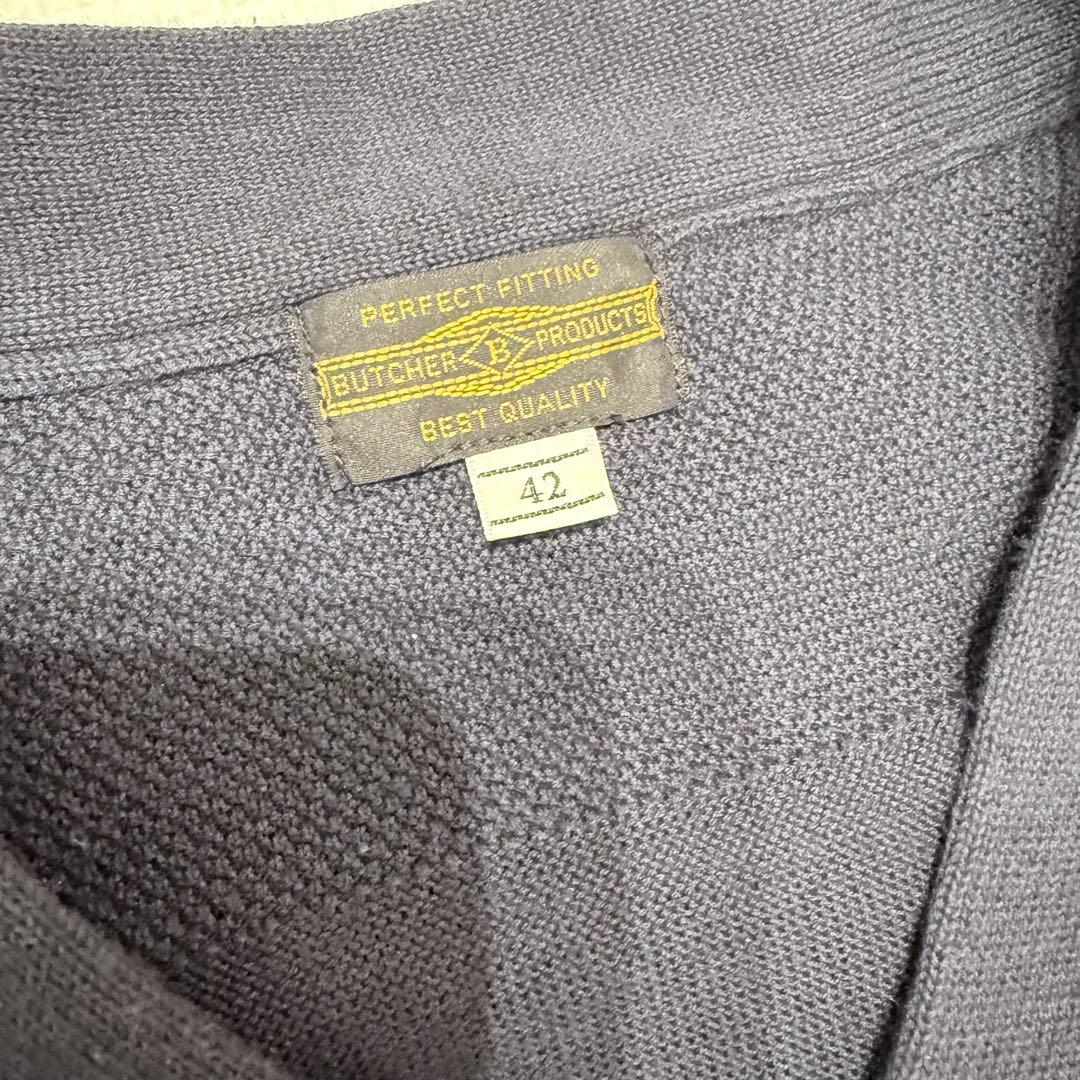 PERFECT FITTING
BUTCHER B PRODUCTS
BEST QUALITY
42